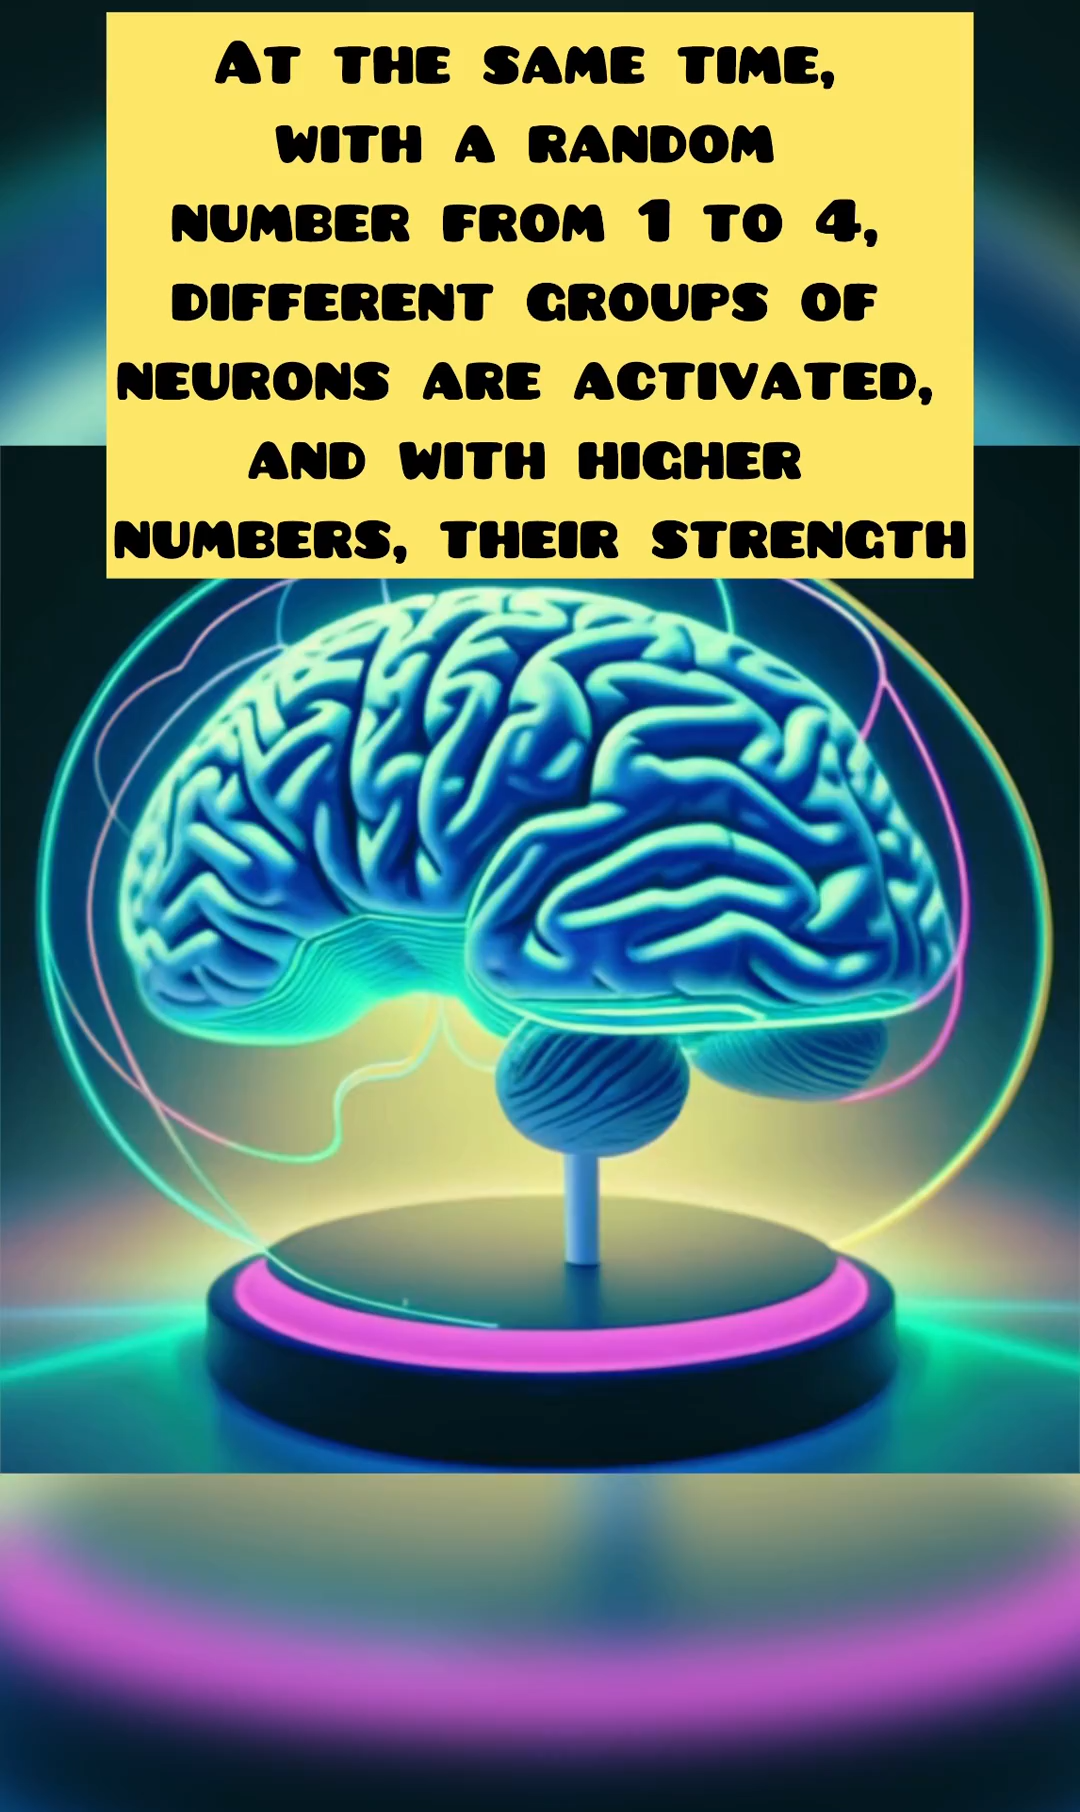 At the same time,
with a random
number from 1 to 4,
different groups of
neurons are activated,
and with higher
numbers, their strength